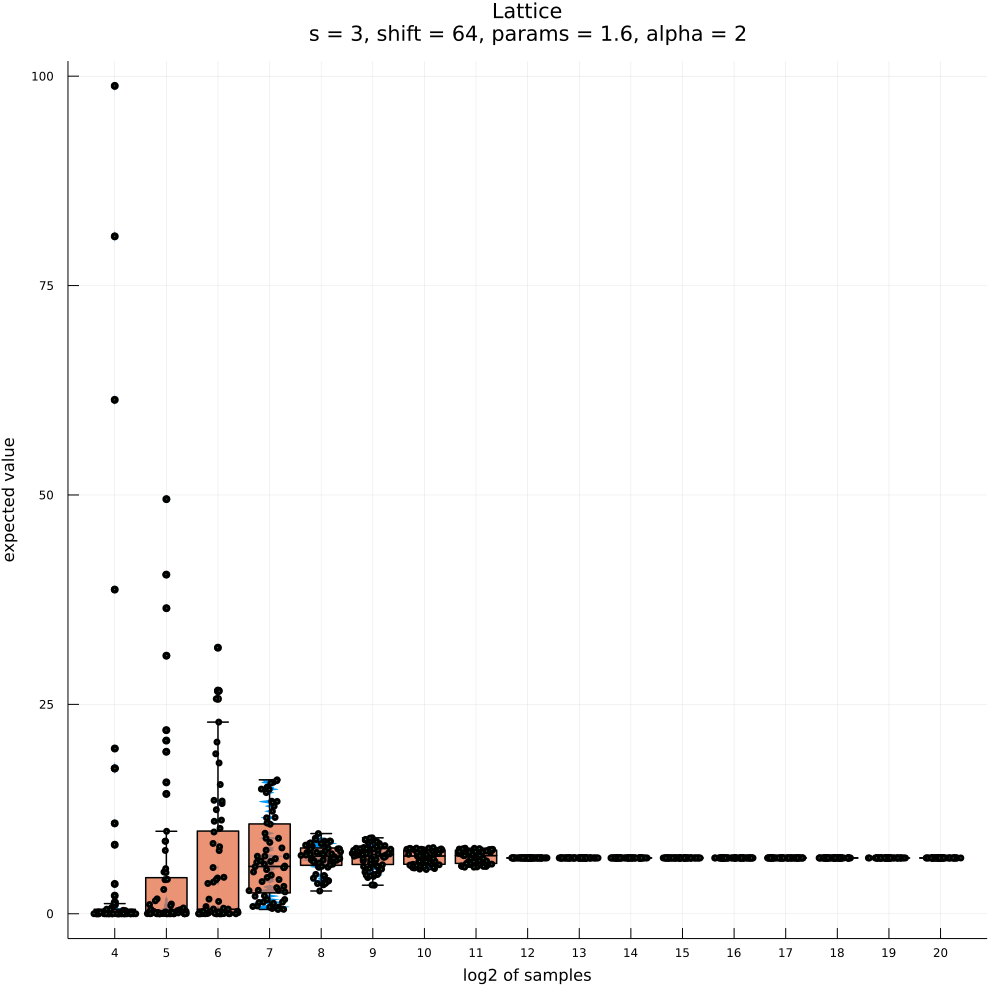 Lattice
s = 3, shift = 64, params = 1.6, alpha = 2
expected value
100
75
50
25
0
4 5 6 7 8 9 10 11 12 13 14 15 16 17 18 19 20
log2 of samples